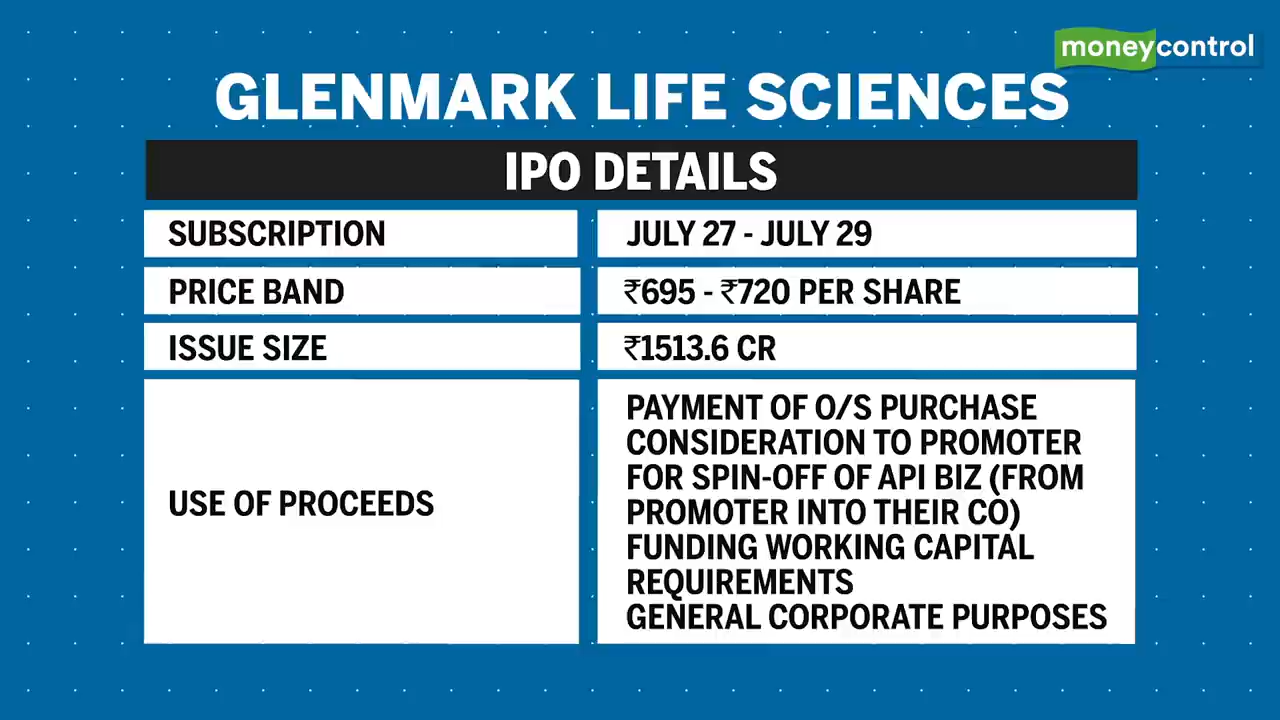 moneycontrol
GLENMARK LIFE SCIENCES
IPO DETAILS
SUBSCRIPTION
JULY 27 - JULY 29
PRICE BAND
₹695 - ₹720 PER SHARE
ISSUE SIZE
₹1513.6 CR
USE OF PROCEEDS
PAYMENT OF O/S PURCHASE
CONSIDERATION TO PROMOTER
FOR SPIN-OFF OF API BIZ (FROM
PROMOTER INTO THEIR CO)
FUNDING WORKING CAPITAL
REQUIREMENTS
GENERAL CORPORATE PURPOSES